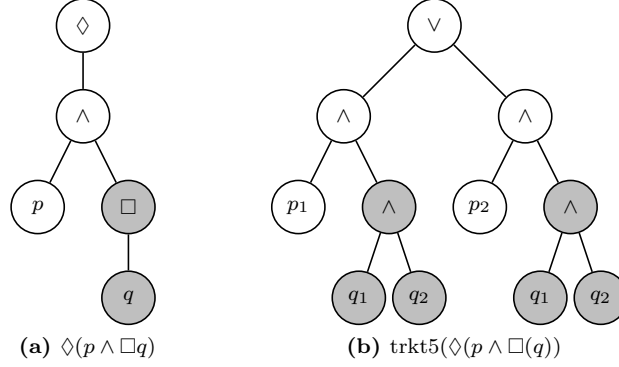 ◊ ∨
∧ ∧ ∧
p □ p₁ ∧ p₂ ∧
q q₁ q₂ q₁ q₂
(a) ◊(p ∧ □q) (b) trkt5(◊(p ∧ □(q))